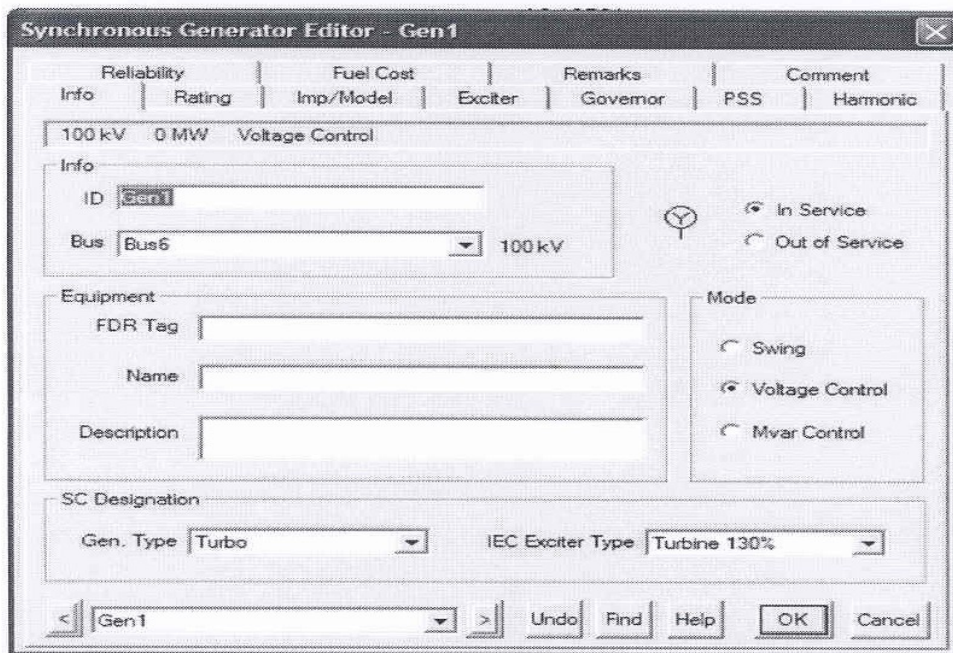 Synchronous Generator Editor - Gen1
Reliability Fuel Cost Remarks Comment
Info Rating Imp/Model Exciter Governor PSS Harmonic
100 kV 0 MW Voltage Control
Info
ID Gen1
In Service
Bus Bus6 100 kV
Out of Service
Equipment
Mode
FDR Tag
Swing
Name
Voltage Control
Description
Mvar Control
SC Designation
Gen. Type Turbo IEC Exciter Type Turbine 130%
< Gen1 > Undo Find Help OK Cancel